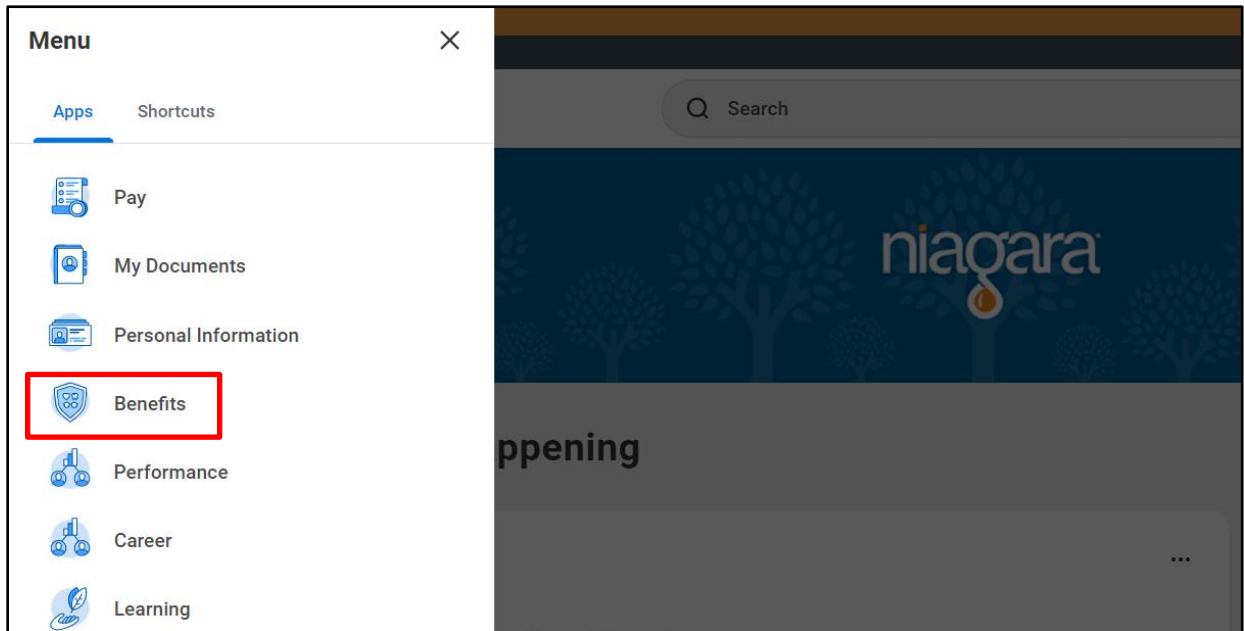 Menu
Apps Shortcuts
Search
Pay
My Documents
niagara
Personal Information
Benefits
ppening
Performance
Career
Learning